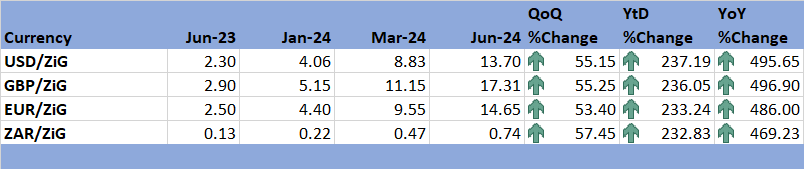 QoQ YtD YoY
Currency Jun-23 Jan-24 Mar-24 Jun-24 %Change %Change %Change
USD/ZiG 2.30 4.06 8.83 13.70 55.15 237.19 495.65
GBP/ZiG 2.90 5.15 11.15 17.31 55.25 236.05 496.90
EUR/ZiG 2.50 4.40 9.55 14.65 53.40 233.24 486.00
ZAR/ZiG 0.13 0.22 0.47 0.74 57.45 232.83 469.23